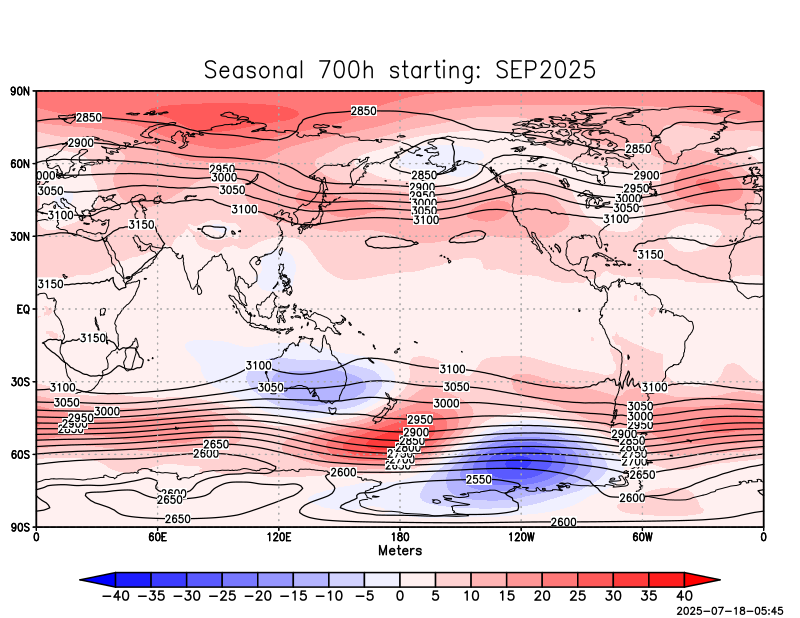 Seasonal 700h starting: SEP2025
90N
2850 2850
2900 2850
60N 2950 2850 2900
000 3000 2900 2950
3050 3050 2950 3000
3100 3100 3000 3050
3150 3050 3100
30N 3100
3150
3150
EQ
3150
3100 3100
30S 3100 3050 3050 3100
3050 3000 3000 3050
2950 2950 3000
2900 2900 2950
2850 2650 2850 2900
60S 2600 2800 2850
2750 2750
2700 2700
2650 2650
2600 2550
2600 2650 2600
90S 2650 2600
0 60E 120E 180 120W 60W 0
Meters
−40 −35 −30 −25 −20 −15 −10 −5 0 5 10 15 20 25 30 35 40
2025-07-18-05:45